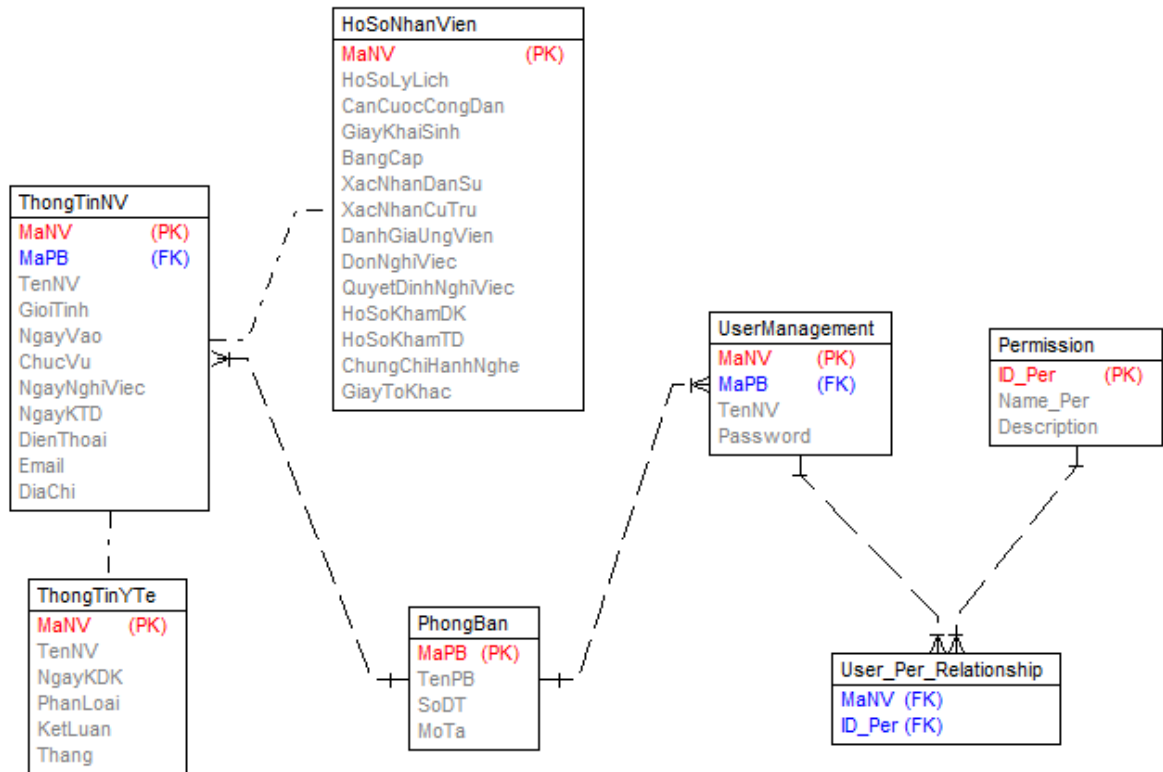 HoSoNhanVien
MaNV (PK)
HoSoLyLich
CanCuocCongDan
GiayKhaiSinh
BangCap
XacNhanDanSu
XacNhanCuTru
DanhGiaUngVien
DonNghiViec
QuyetDinhNghiViec
HoSoKhamDK
HoSoKhamTD
ChungChiHanhNghe
GiayToKhac
ThongTinNV
MaNV (PK)
MaPB (FK)
TenNV
GioiTinh
NgayVao
ChucVu
NgayNghiViec
NgayKTD
DienThoai
Email
DiaChi
UserManagement
MaNV (PK)
MaPB (FK)
TenNV
Password
Permission
ID_Per (PK)
Name_Per
Description
ThongTinYTe
MaNV (PK)
TenNV
NgayKDK
PhanLoai
KetLuan
Thang
PhongBan
MaPB (PK)
TenPB
SoDT
MoTa
User_Per_Relationship
MaNV (FK)
ID_Per (FK)